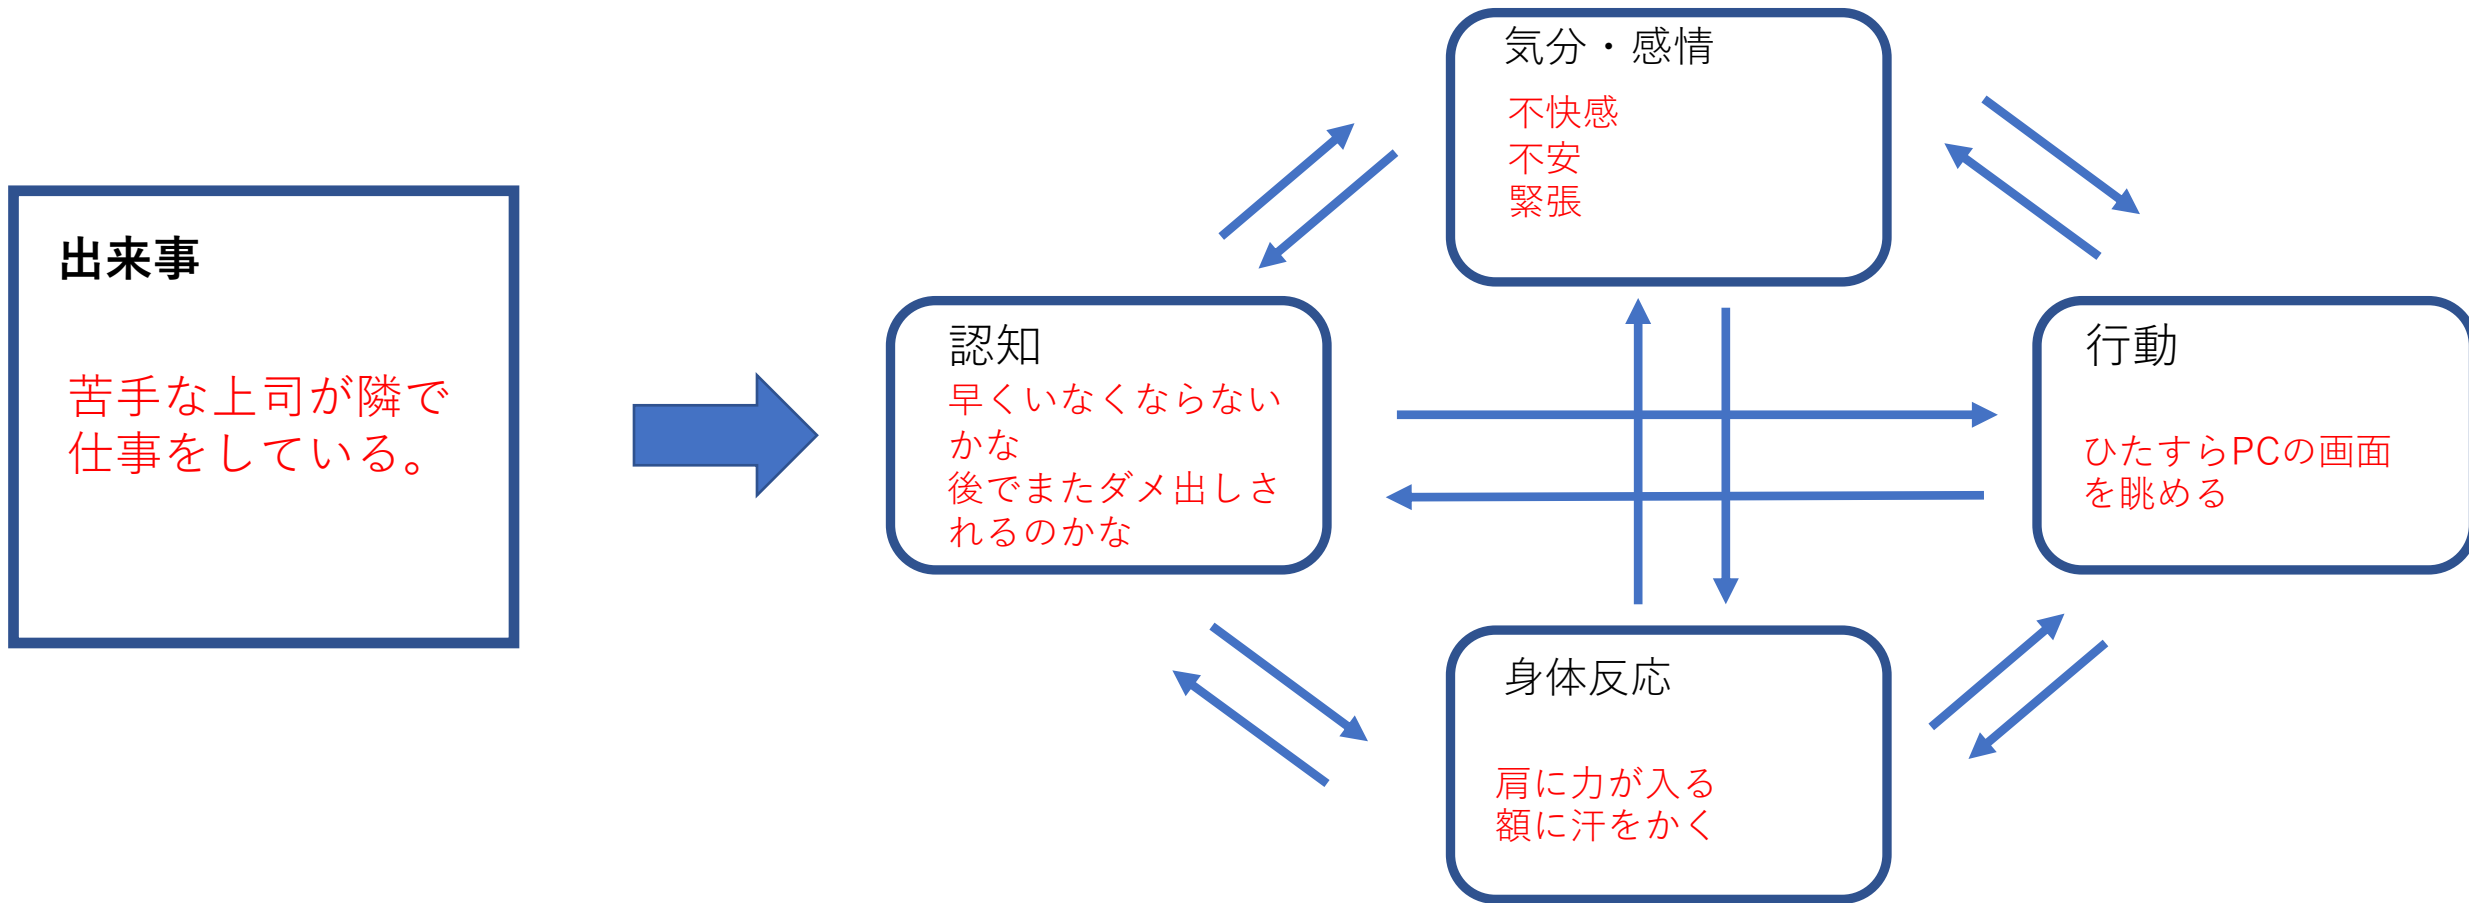 出来事
苦手な上司が隣で
仕事をしている。
認知
早くいなくならない
かな
後でまたダメ出しさ
れるのかな
気分・感情
不快感
不安
緊張
行動
ひたすらPCの画面
を眺める
身体反応
肩に力が入る
額に汗をかく